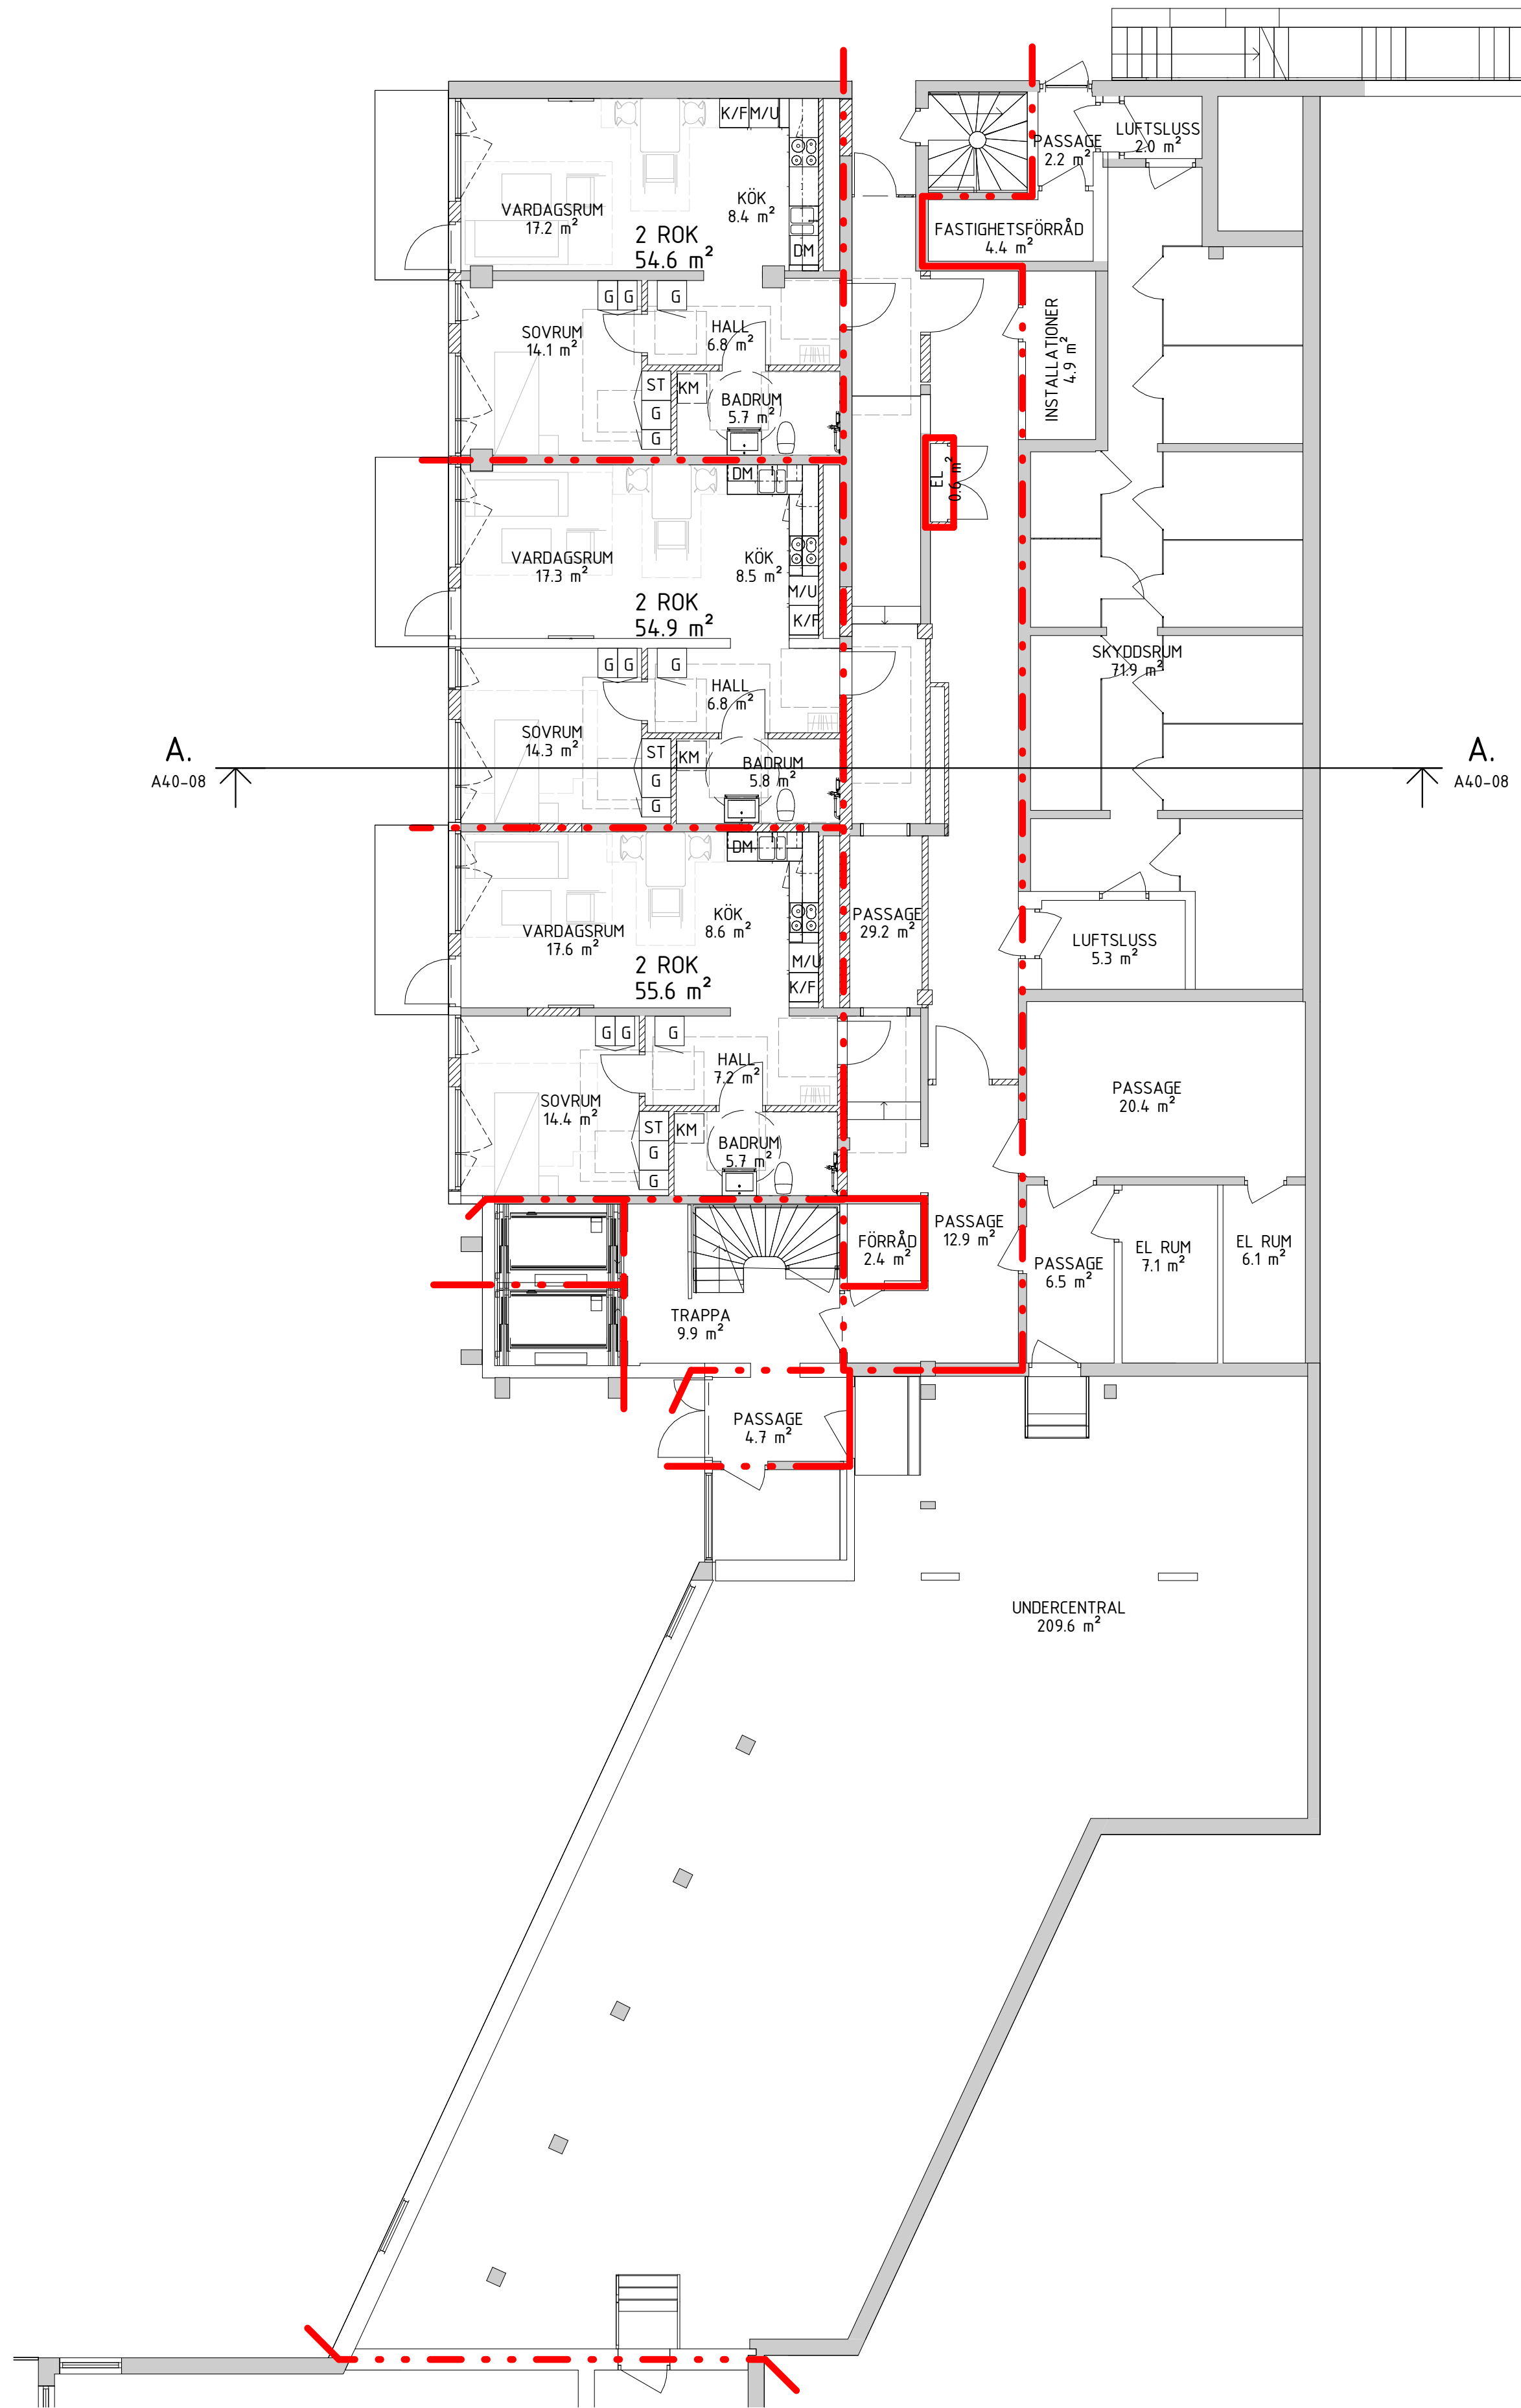 PASSAGE
2.2 m²
LUFTSLUSS
2.0 m²
K/F
M/U
VARDAGSRUM
17.2 m²
KÖK
8.4 m²
2 ROK
54.6 m²
DM
FASTIGHETSFÖRRÅD
4.4 m²
G
G
G
SOVRUM
14.1 m²
HALL
6.8 m²
INSTALLATIONER
4.9 m²
ST
KM
G
G
BADRUM
5.7 m²
EL
0.6 m²
DM
VARDAGSRUM
17.3 m²
KÖK
8.5 m²
M/U
K/F
2 ROK
54.9 m²
G
G
G
HALL
6.8 m²
SKYDDSRUM
71.9 m²
SOVRUM
14.3 m²
ST
KM
G
G
BADRUM
5.8 m²
A.
A40-08
A.
A40-08
DM
VARDAGSRUM
17.6 m²
KÖK
8.6 m²
M/U
K/F
2 ROK
55.6 m²
PASSAGE
29.2 m²
LUFTSLUSS
5.3 m²
G
G
G
HALL
7.2 m²
SOVRUM
14.4 m²
ST
KM
G
G
BADRUM
5.7 m²
PASSAGE
20.4 m²
FÖRRÅD
2.4 m²
PASSAGE
12.9 m²
PASSAGE
6.5 m²
EL RUM
7.1 m²
EL RUM
6.1 m²
TRAPPA
9.9 m²
PASSAGE
4.7 m²
UNDERCENTRAL
209.6 m²